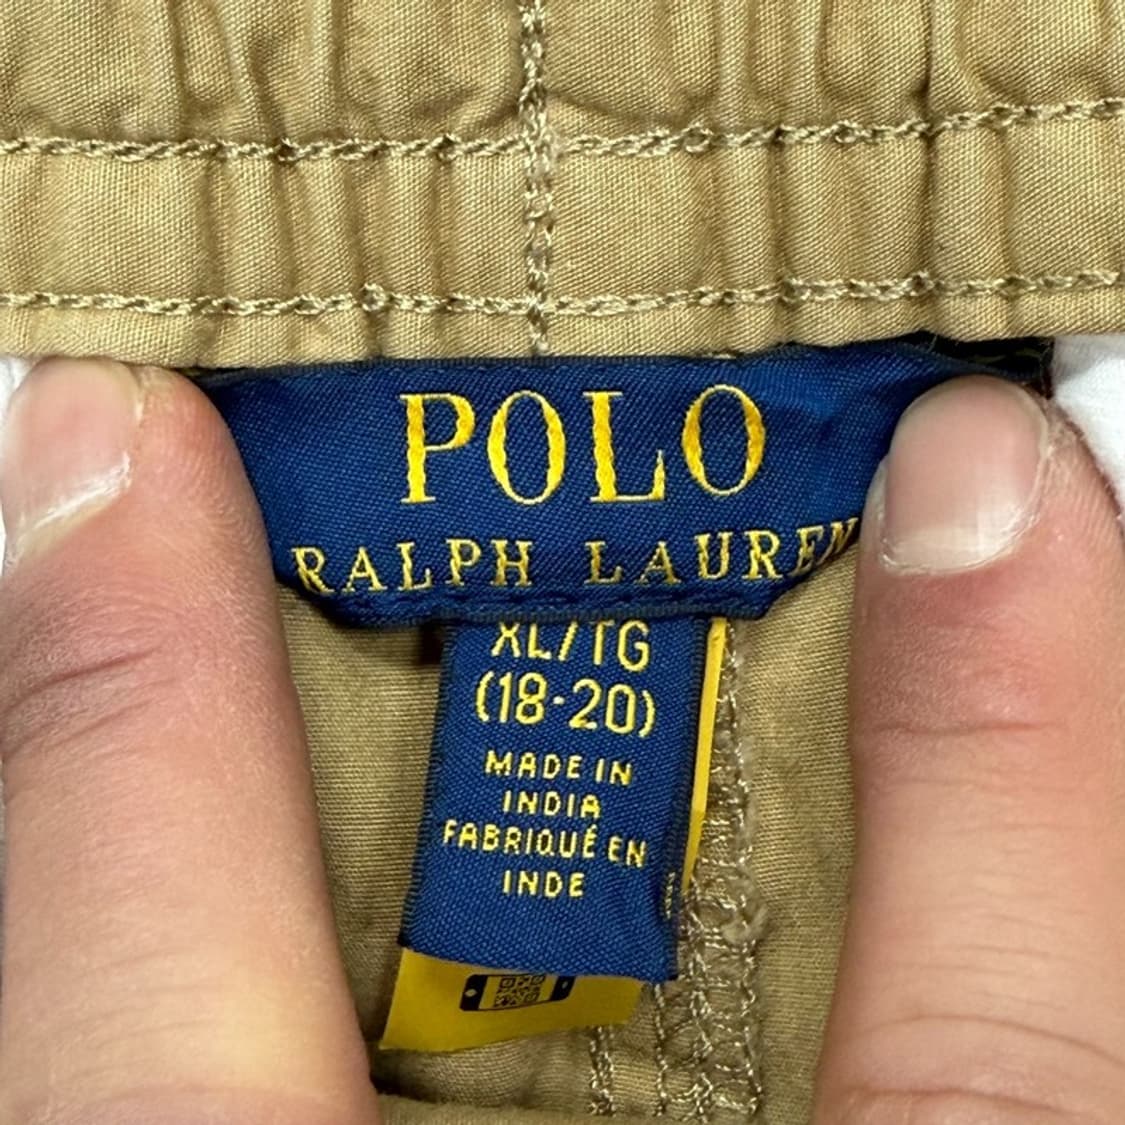 POLO
RALPH LAUREN
XL/TG
(18-20)
MADE IN
INDIA
FABRIQUÉ EN
INDE